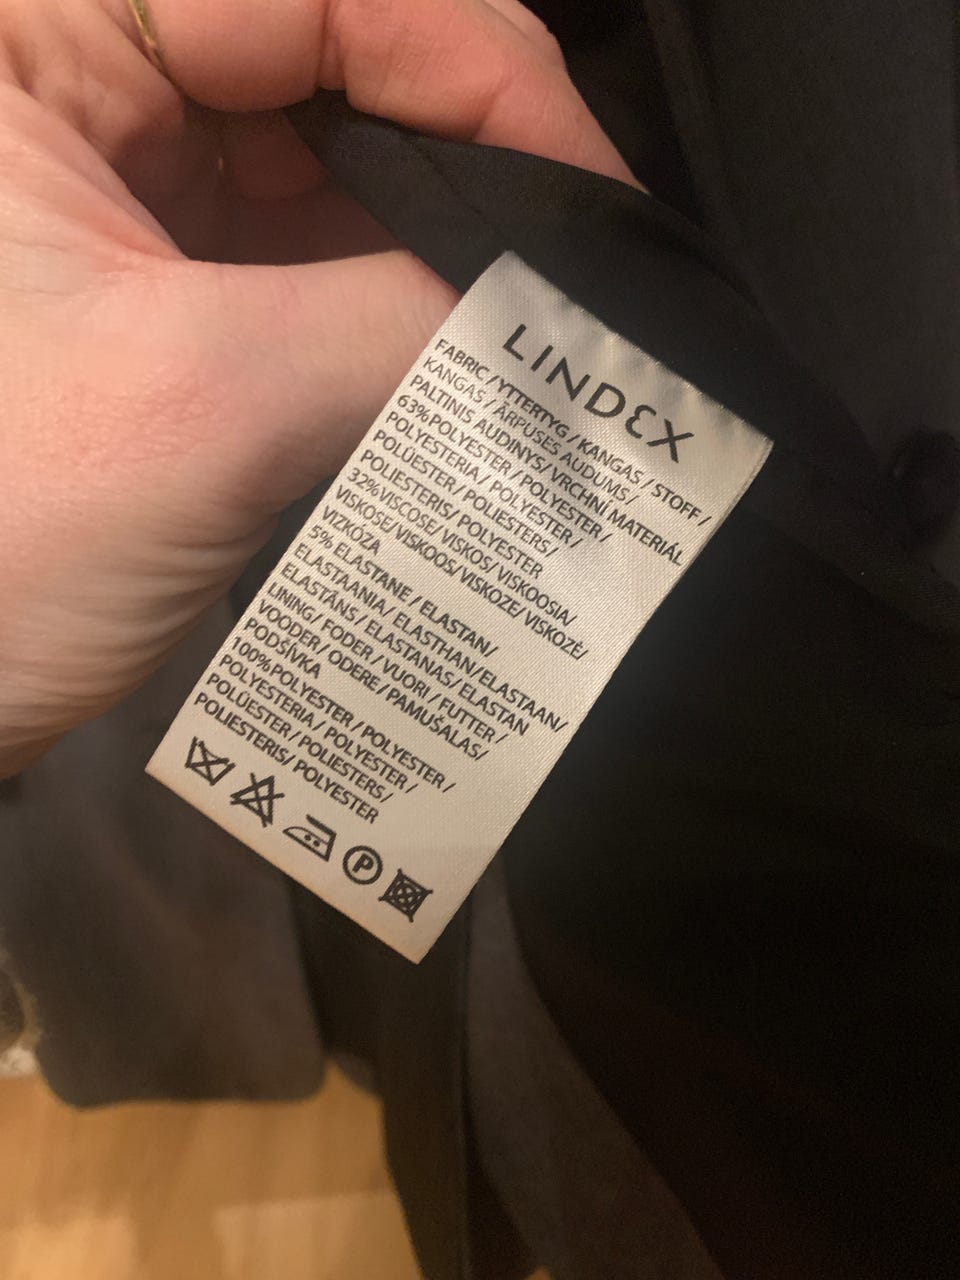 LINDEX
FABRIC / YTTERTYG / KANGAS / STOFF /
KANGAS / ĀRPUSES AUDUMS /
PALTINIS AUDINYS / VRCHNÍ MATERIÁL
63% POLYESTER / POLYESTER /
POLYESTERIA / POLYESTER /
POLÜESTER / POLIESTERS /
POLIESTERIS / POLYESTER
32% VISCOSE / VISKOS / VISKOOSIA /
VISKOSE / VISKOOS / VISKOZE / VISKOZĖ /
VIZKÓZA
5% ELASTANE / ELASTAN /
ELASTAANIA / ELASTHAN / ELASTAAN /
ELASTĀNS / ELASTANAS / ELASTAN
LINING / FODER / VUORI / FUTTER /
VOODER / ODERE / PAMUŠALAS /
PODŠÍVKA
100% POLYESTER / POLYESTER /
POLYESTERIA / POLYESTER /
POLÜESTER / POLIESTERS /
POLIESTERIS / POLYESTER
P